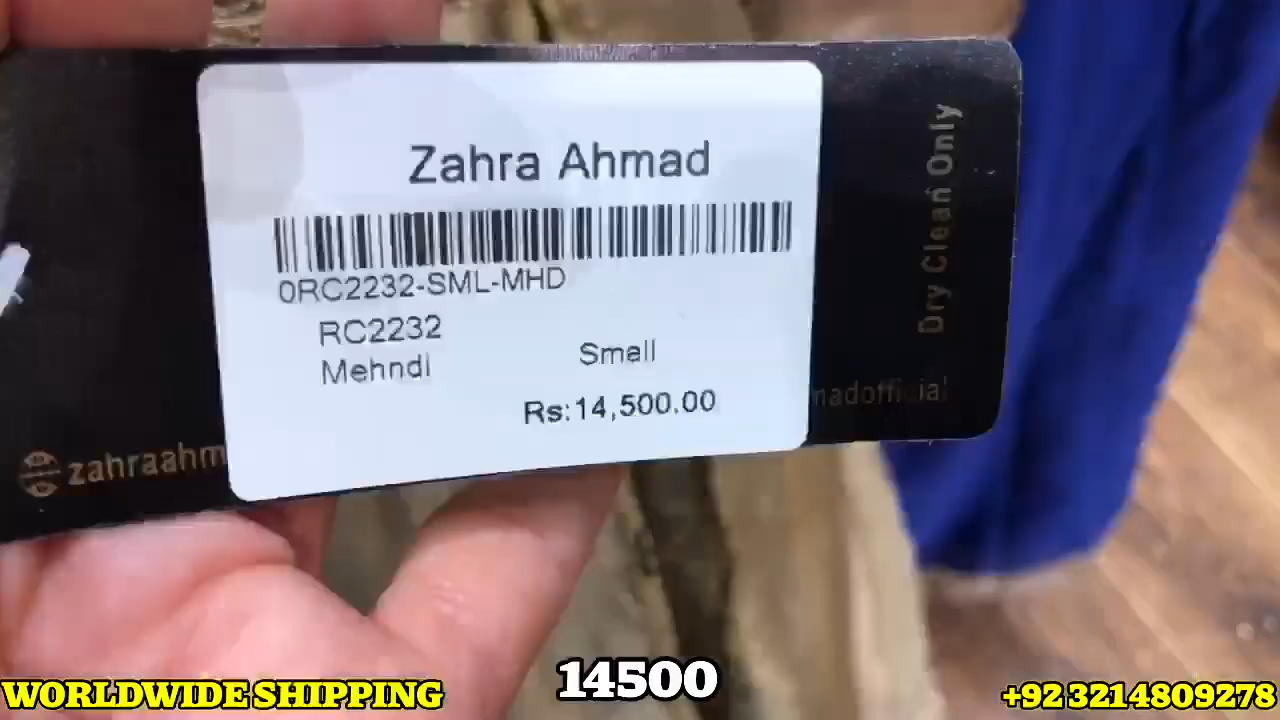 Zahra Ahmad
0RC2232-SML-MHD
RC2232
Mehndi
Small
Rs:14,500.00
Dry Clean Only
zahraahm
madofficial
WORLDWIDE SHIPPING
14500
+92 3214809278